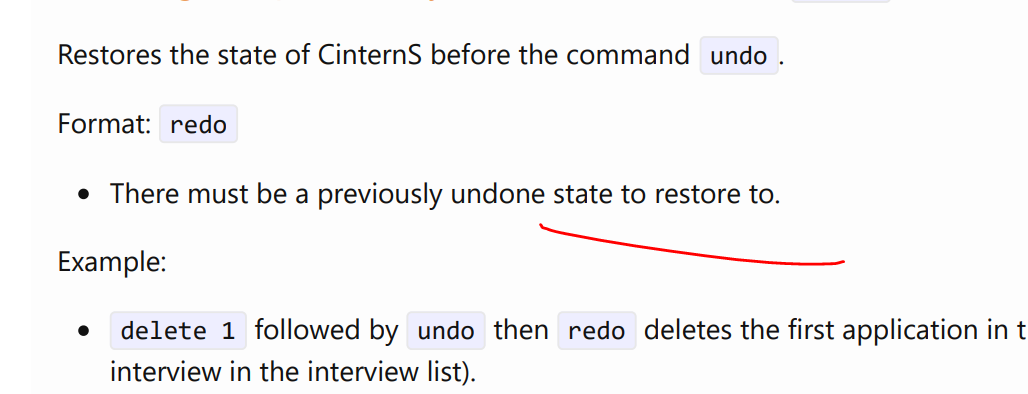 Restores the state of CinternS before the command undo.
Format: redo
• There must be a previously undone state to restore to.
Example:
• delete 1 followed by undo then redo deletes the first application in t
interview in the interview list).